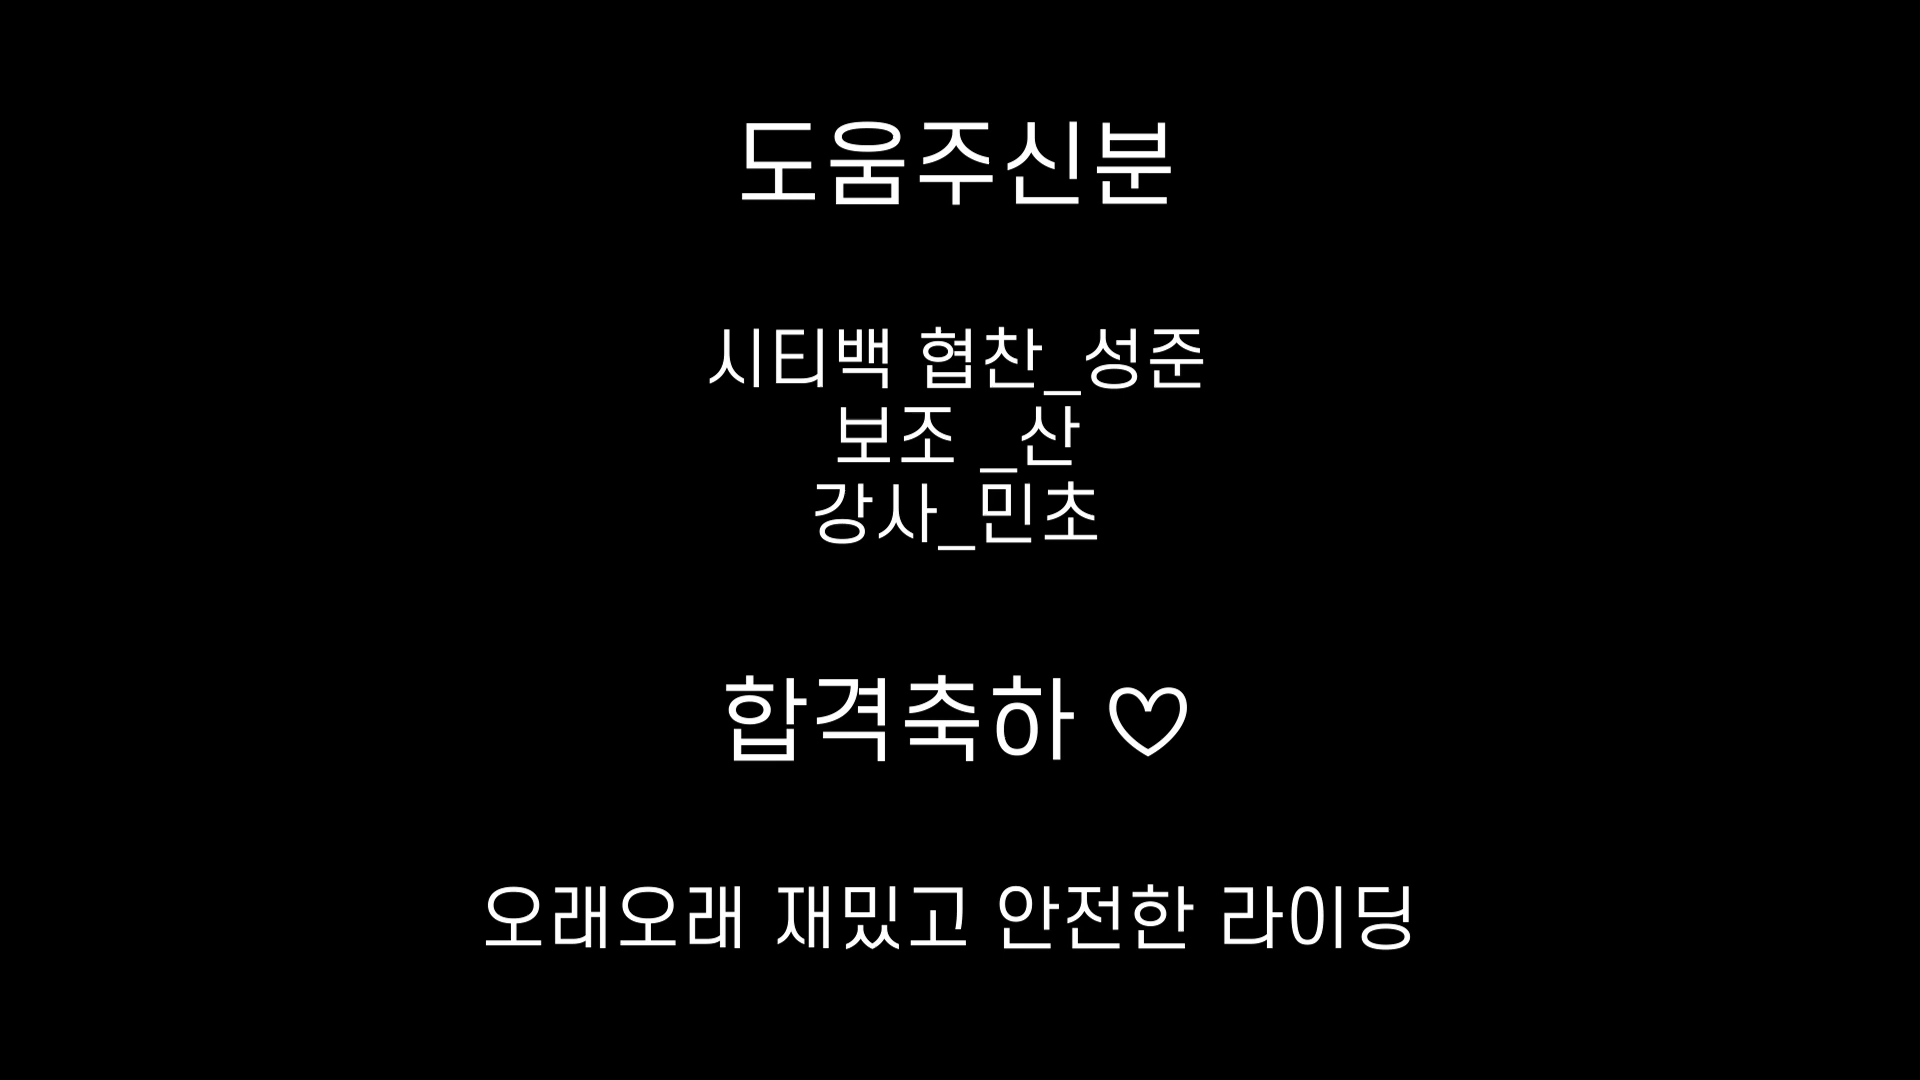 도움주신분
시티백 협찬_성준
보조 _산
강사_민초
합격축하 ♡
오래오래 재밌고 안전한 라이딩